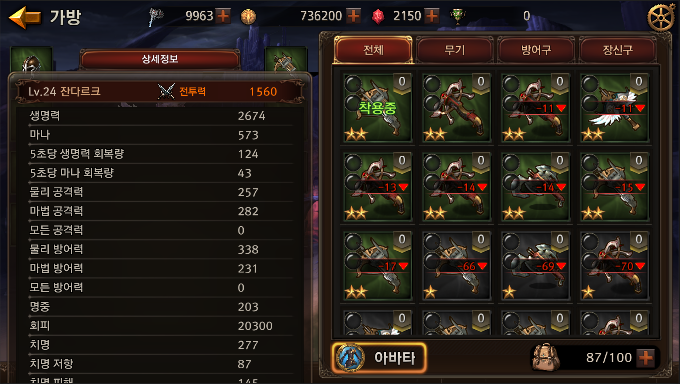 가방 9963 736200 2150 0
상세정보
Lv.24 잔다르크 전투력 1560
생명력 2674
마나 573
5초당 생명력 회복량 124
5초당 마나 회복량 43
물리 공격력 257
마법 공격력 282
모든 공격력 0
물리 방어력 338
마법 방어력 231
모든 방어력 0
명중 203
회피 20300
치명 277
치명 저항 87
치명 피해 145
전체 무기 방어구 장신구
0 0 0 0
착용중 -11 -11
0 0 0 0
-13 -14 -14 -15
0 0 0 0
-17 -66 -69 -70
0 0 0 0
아바타 87/100